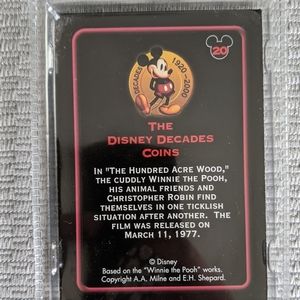 DECADES 1920-2000
20
THE
DISNEY DECADES
COINS
IN "THE HUNDRED ACRE WOOD,"
THE CUDDLY WINNIE THE POOH,
HIS ANIMAL FRIENDS AND
CHRISTOPHER ROBIN FIND
THEMSELVES IN ONE TICKLISH
SITUATION AFTER ANOTHER. THE
FILM WAS RELEASED ON
MARCH 11, 1977.
© Disney
Based on the "Winnie the Pooh" works.
Copyright A.A. Milne and E.H. Shepard.